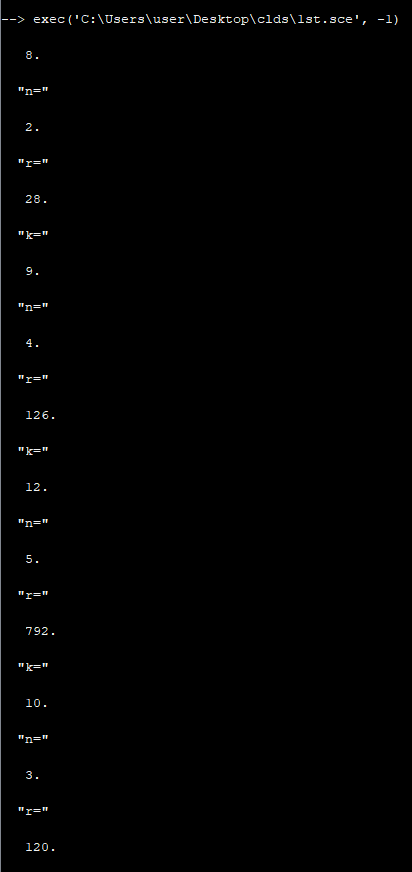 --> exec('C:\Users\user\Desktop\clds\1st.sce', -1)
8.
"n="
2.
"r="
28.
"k="
9.
"n="
4.
"r="
126.
"k="
12.
"n="
5.
"r="
792.
"k="
10.
"n="
3.
"r="
120.